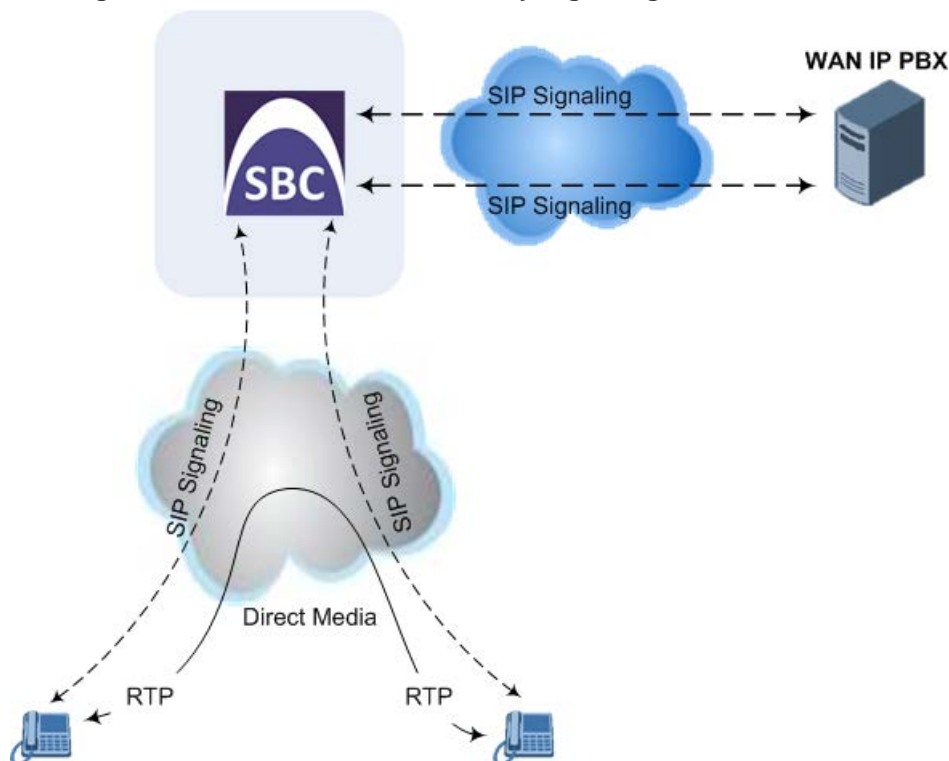 WAN IP PBX
SIP Signaling
SBC
SIP Signaling
SIP Signaling
SIP Signaling
Direct Media
RTP
RTP